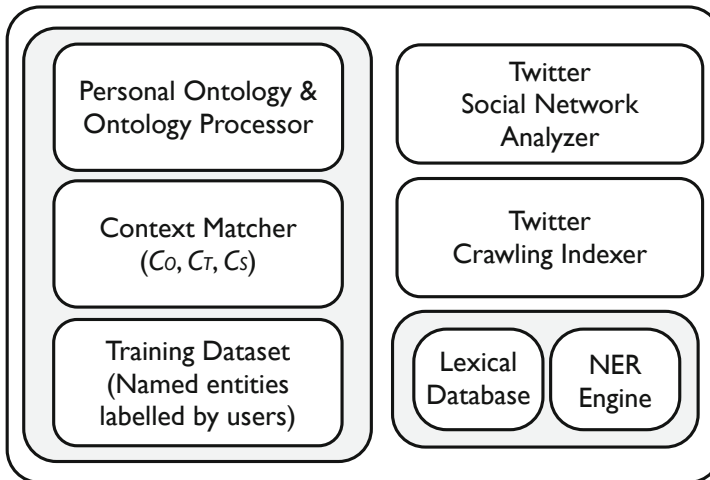 Personal Ontology &
Ontology Processor
Context Matcher
(CO, CT, CS)
Training Dataset
(Named entities
labelled by users)
Twitter
Social Network
Analyzer
Twitter
Crawling Indexer
Lexical
Database
NER
Engine